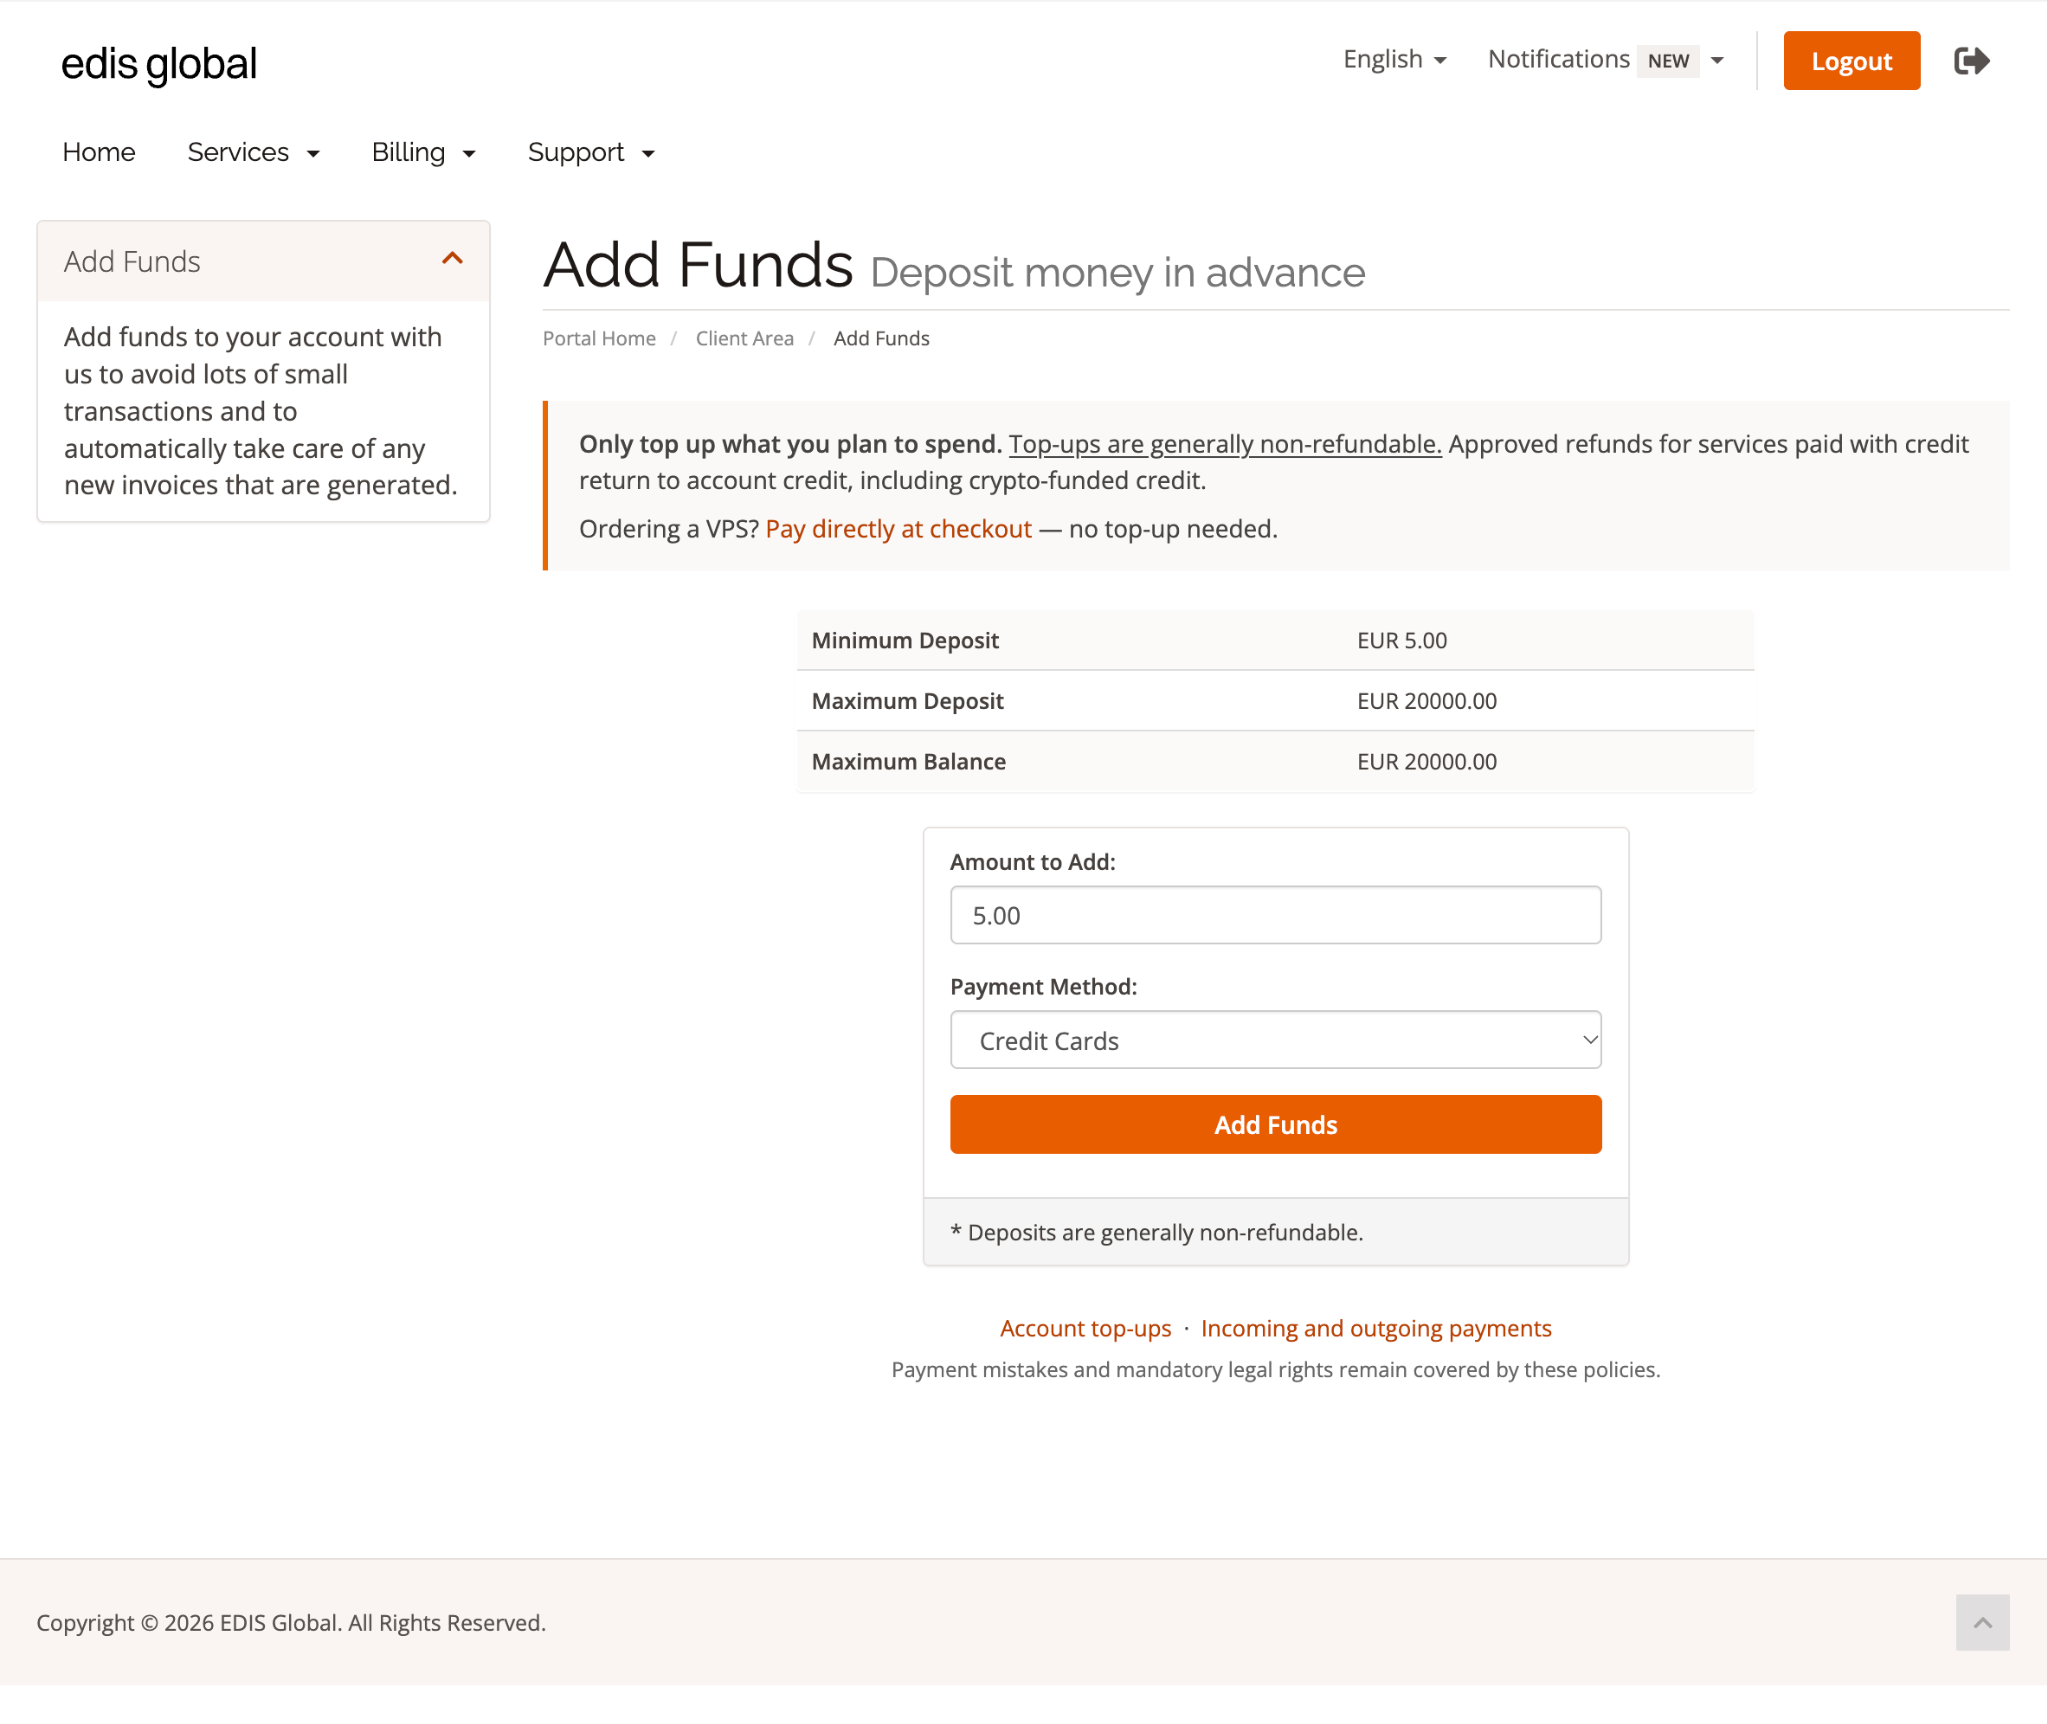 edis global
English
Notifications NEW
Logout
Home
Services
Billing
Support
Add Funds
Add funds to your account with
us to avoid lots of small
transactions and to
automatically take care of any
new invoices that are generated.
Add Funds Deposit money in advance
Portal Home / Client Area / Add Funds
Only top up what you plan to spend. Top-ups are generally non-refundable. Approved refunds for services paid with credit
return to account credit, including crypto-funded credit.
Ordering a VPS? Pay directly at checkout — no top-up needed.
Minimum Deposit EUR 5.00
Maximum Deposit EUR 20000.00
Maximum Balance EUR 20000.00
Amount to Add:
5.00
Payment Method:
Credit Cards
Add Funds
* Deposits are generally non-refundable.
Account top-ups · Incoming and outgoing payments
Payment mistakes and mandatory legal rights remain covered by these policies.
Copyright © 2026 EDIS Global. All Rights Reserved.